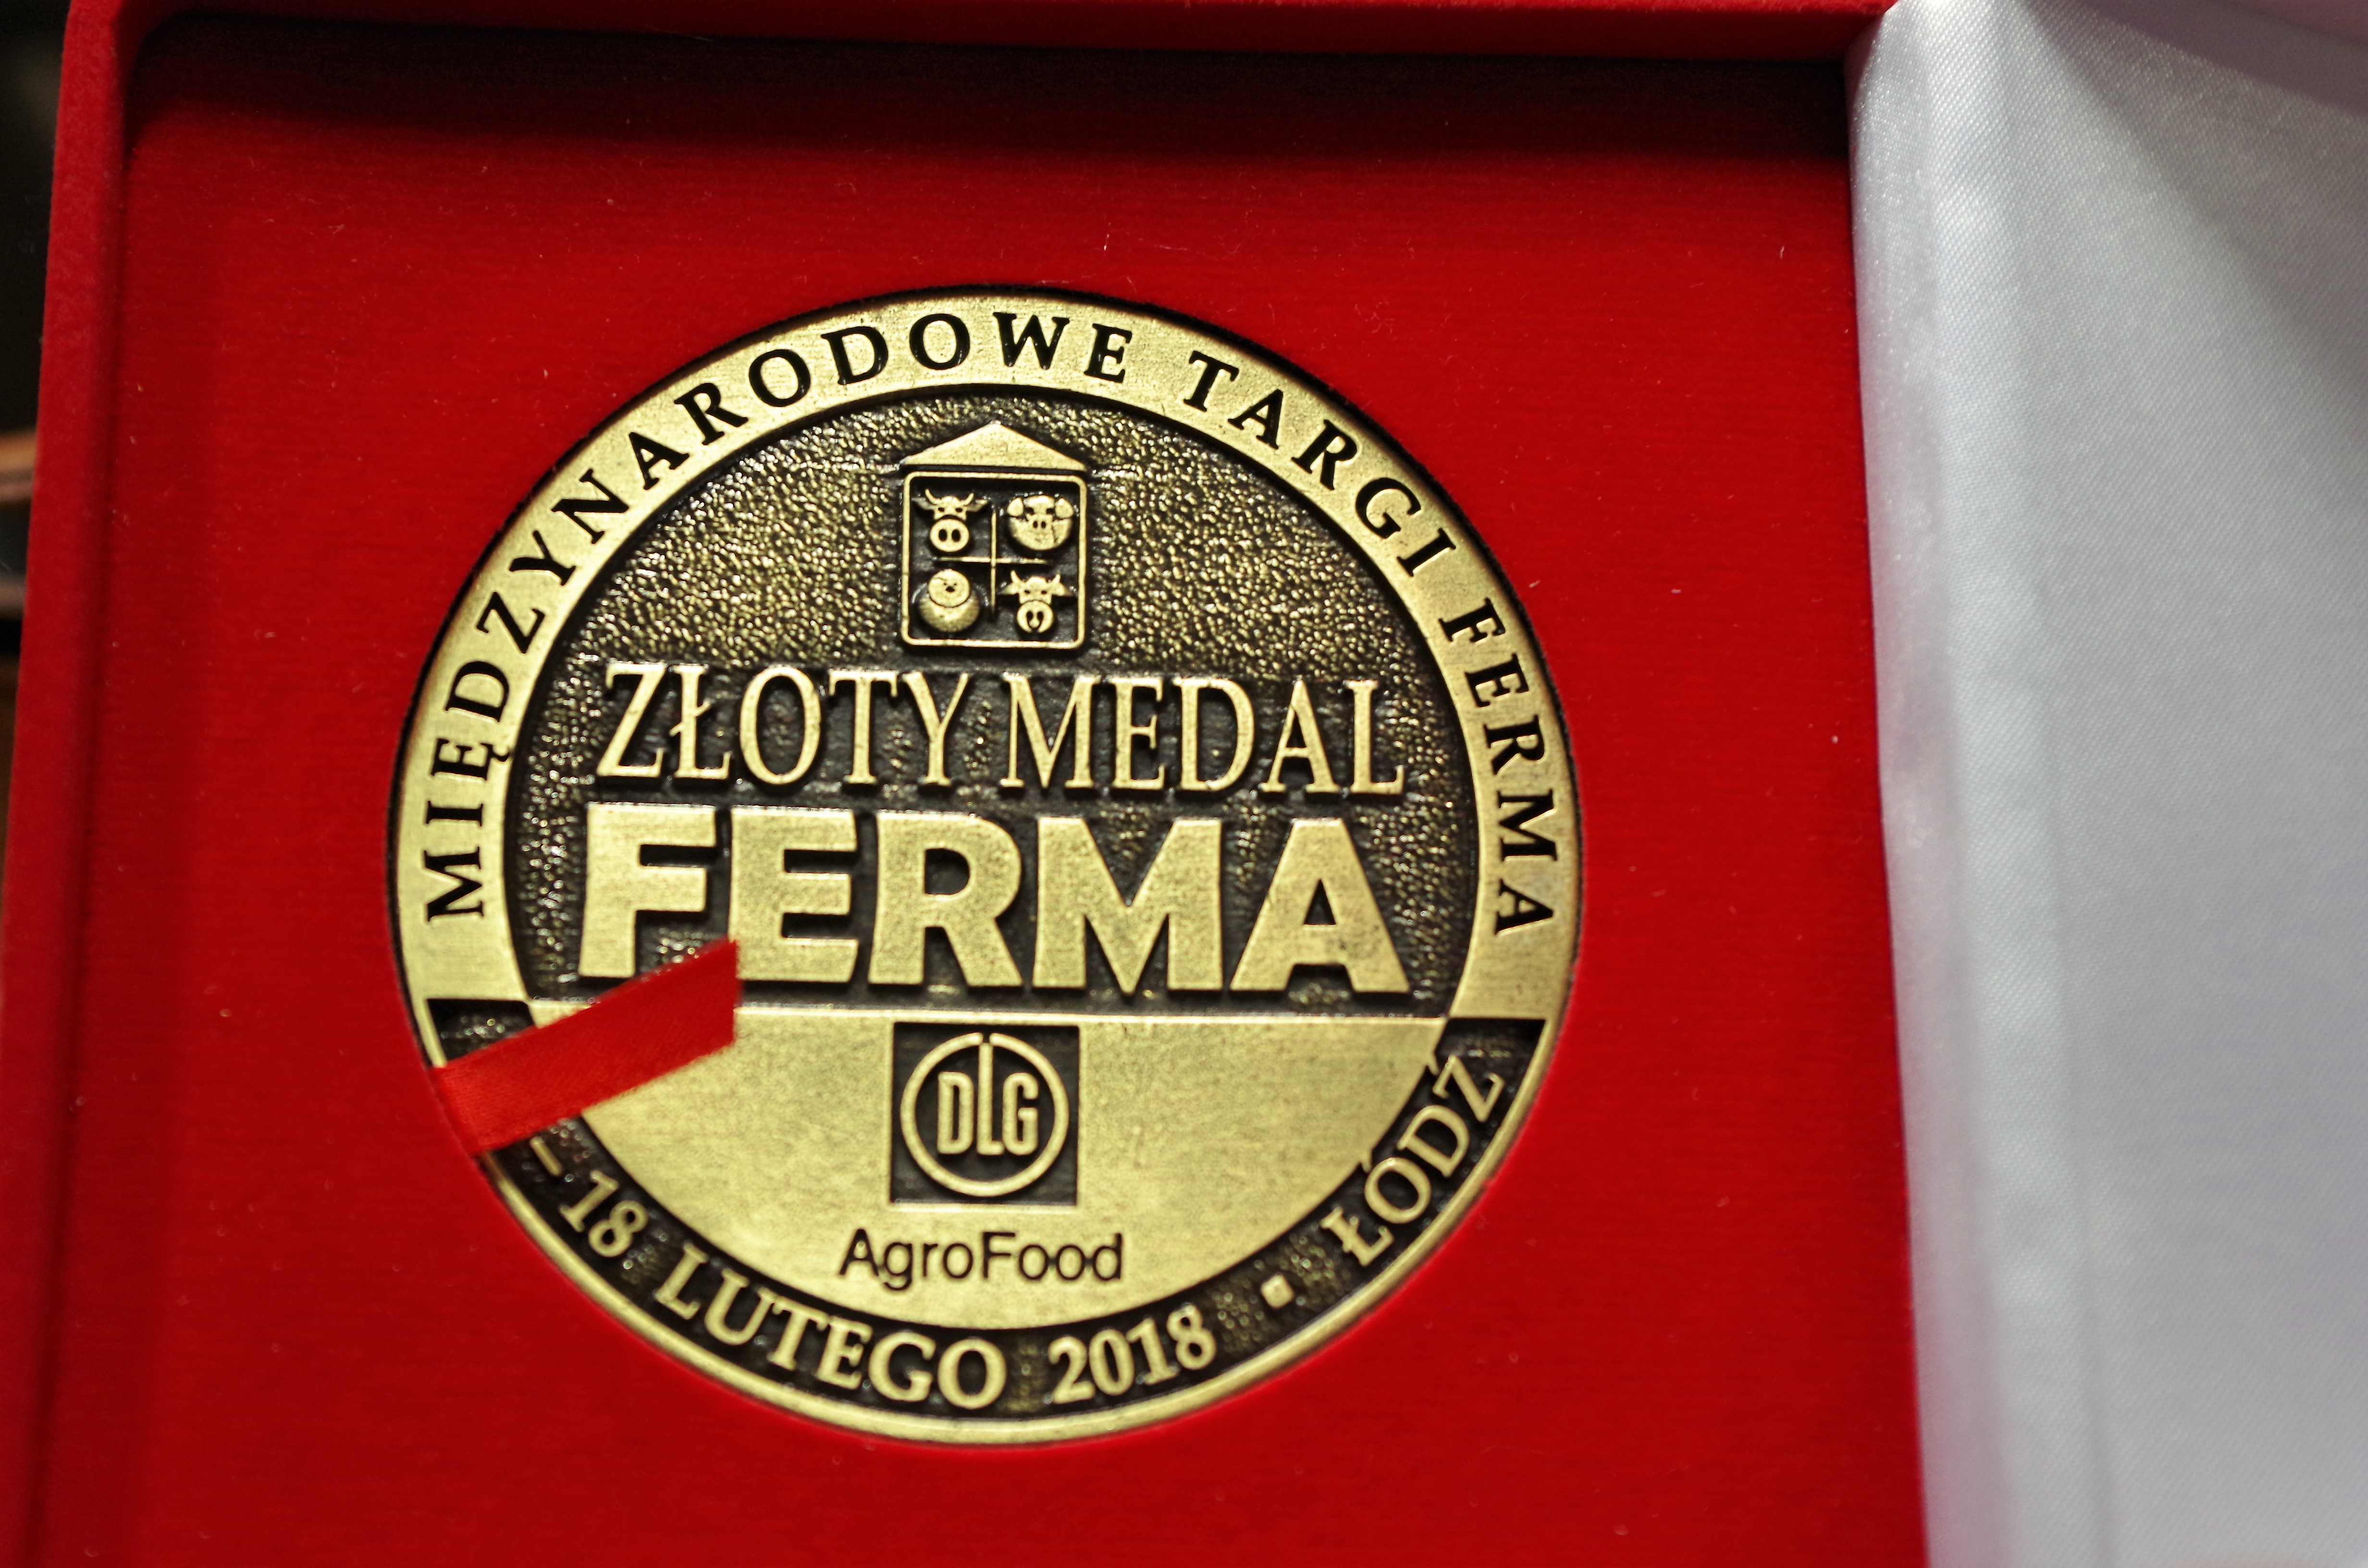 MIĘDZYNARODOWE TARGI FERMA
ZŁOTY MEDAL
FERMA
DLG
AgroFood
– 18 LUTEGO 2018 ▪ ŁÓDŹ